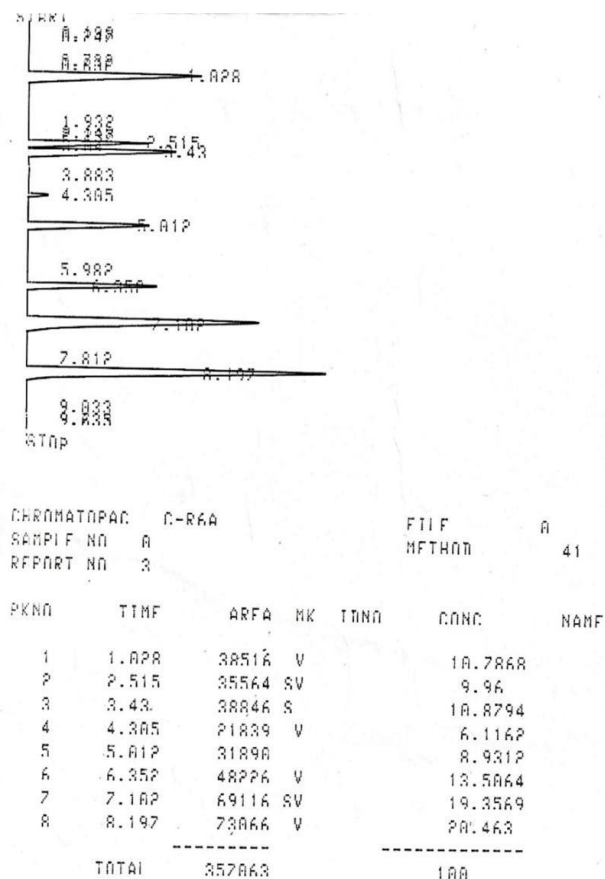 START
1.028
1.932
2.515
3.43
3.883
4.305
5.012
5.982
6.352
7.102
7.812
8.197
9.033
9.635
STOP
CHROMATOPAC C-R6A FILE 0
SAMPLE NO 0 METHOD 41
REPORT NO 3
PKNO TIME AREA MK IDNO CONC NAME
1 1.028 38516 V 10.7868
2 2.515 35564 SV 9.96
3 3.43 38846 S 10.8794
4 4.305 21839 V 6.1162
5 5.012 31890 8.9312
6 6.352 48226 V 13.5064
7 7.102 69116 SV 19.3569
8 8.197 73066 V 20.463
TOTAL 357063 100